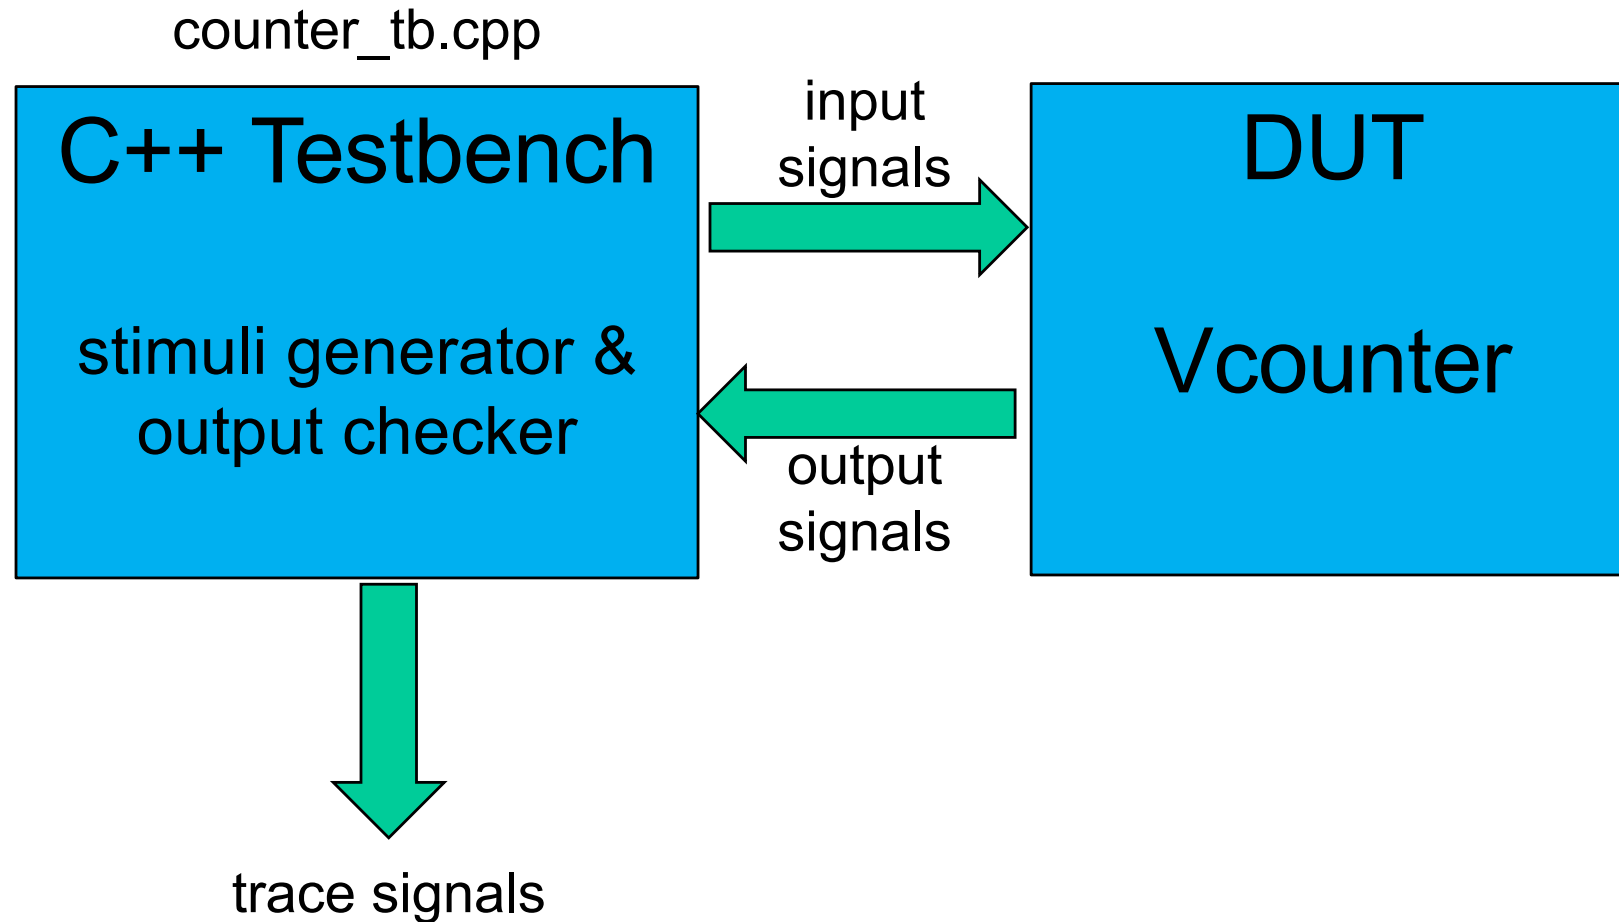 counter_tb.cpp
C++ Testbench
stimuli generator &
output checker
input
signals
output
signals
DUT
Vcounter
trace signals